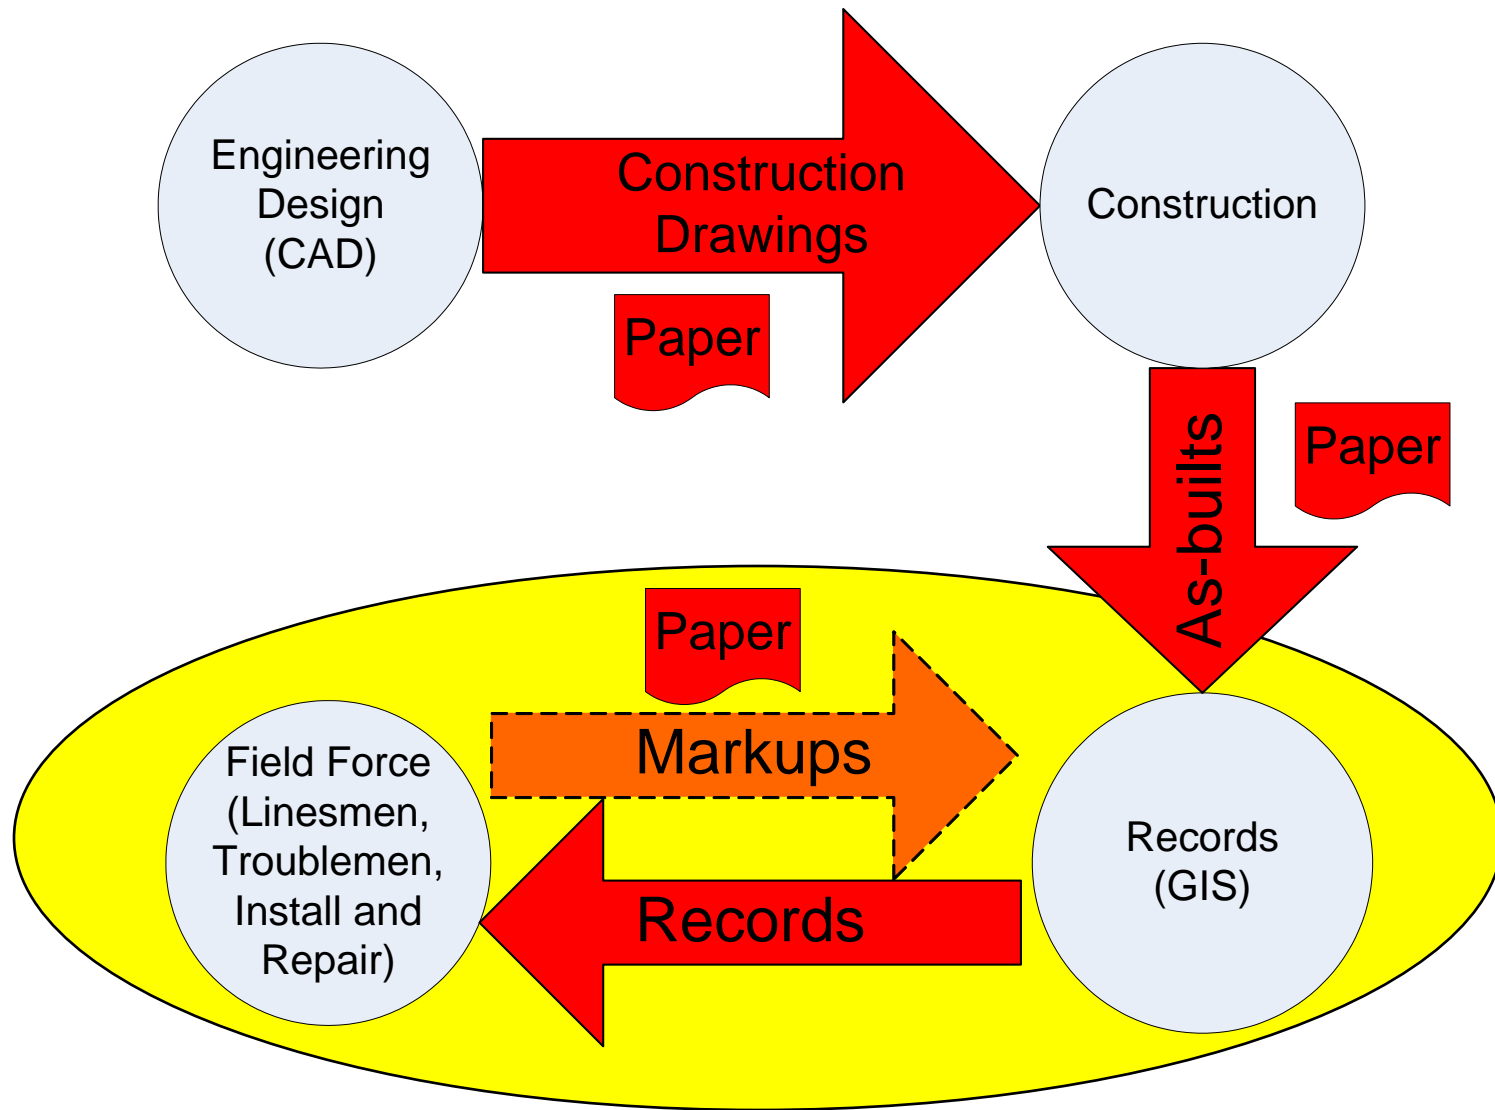 Engineering
Design
(CAD)
Construction
Drawings
Paper
Construction
As-builts
Paper
Paper
Markups
Field Force
(Linesmen,
Troublemen,
Install and
Repair)
Records
Records
(GIS)